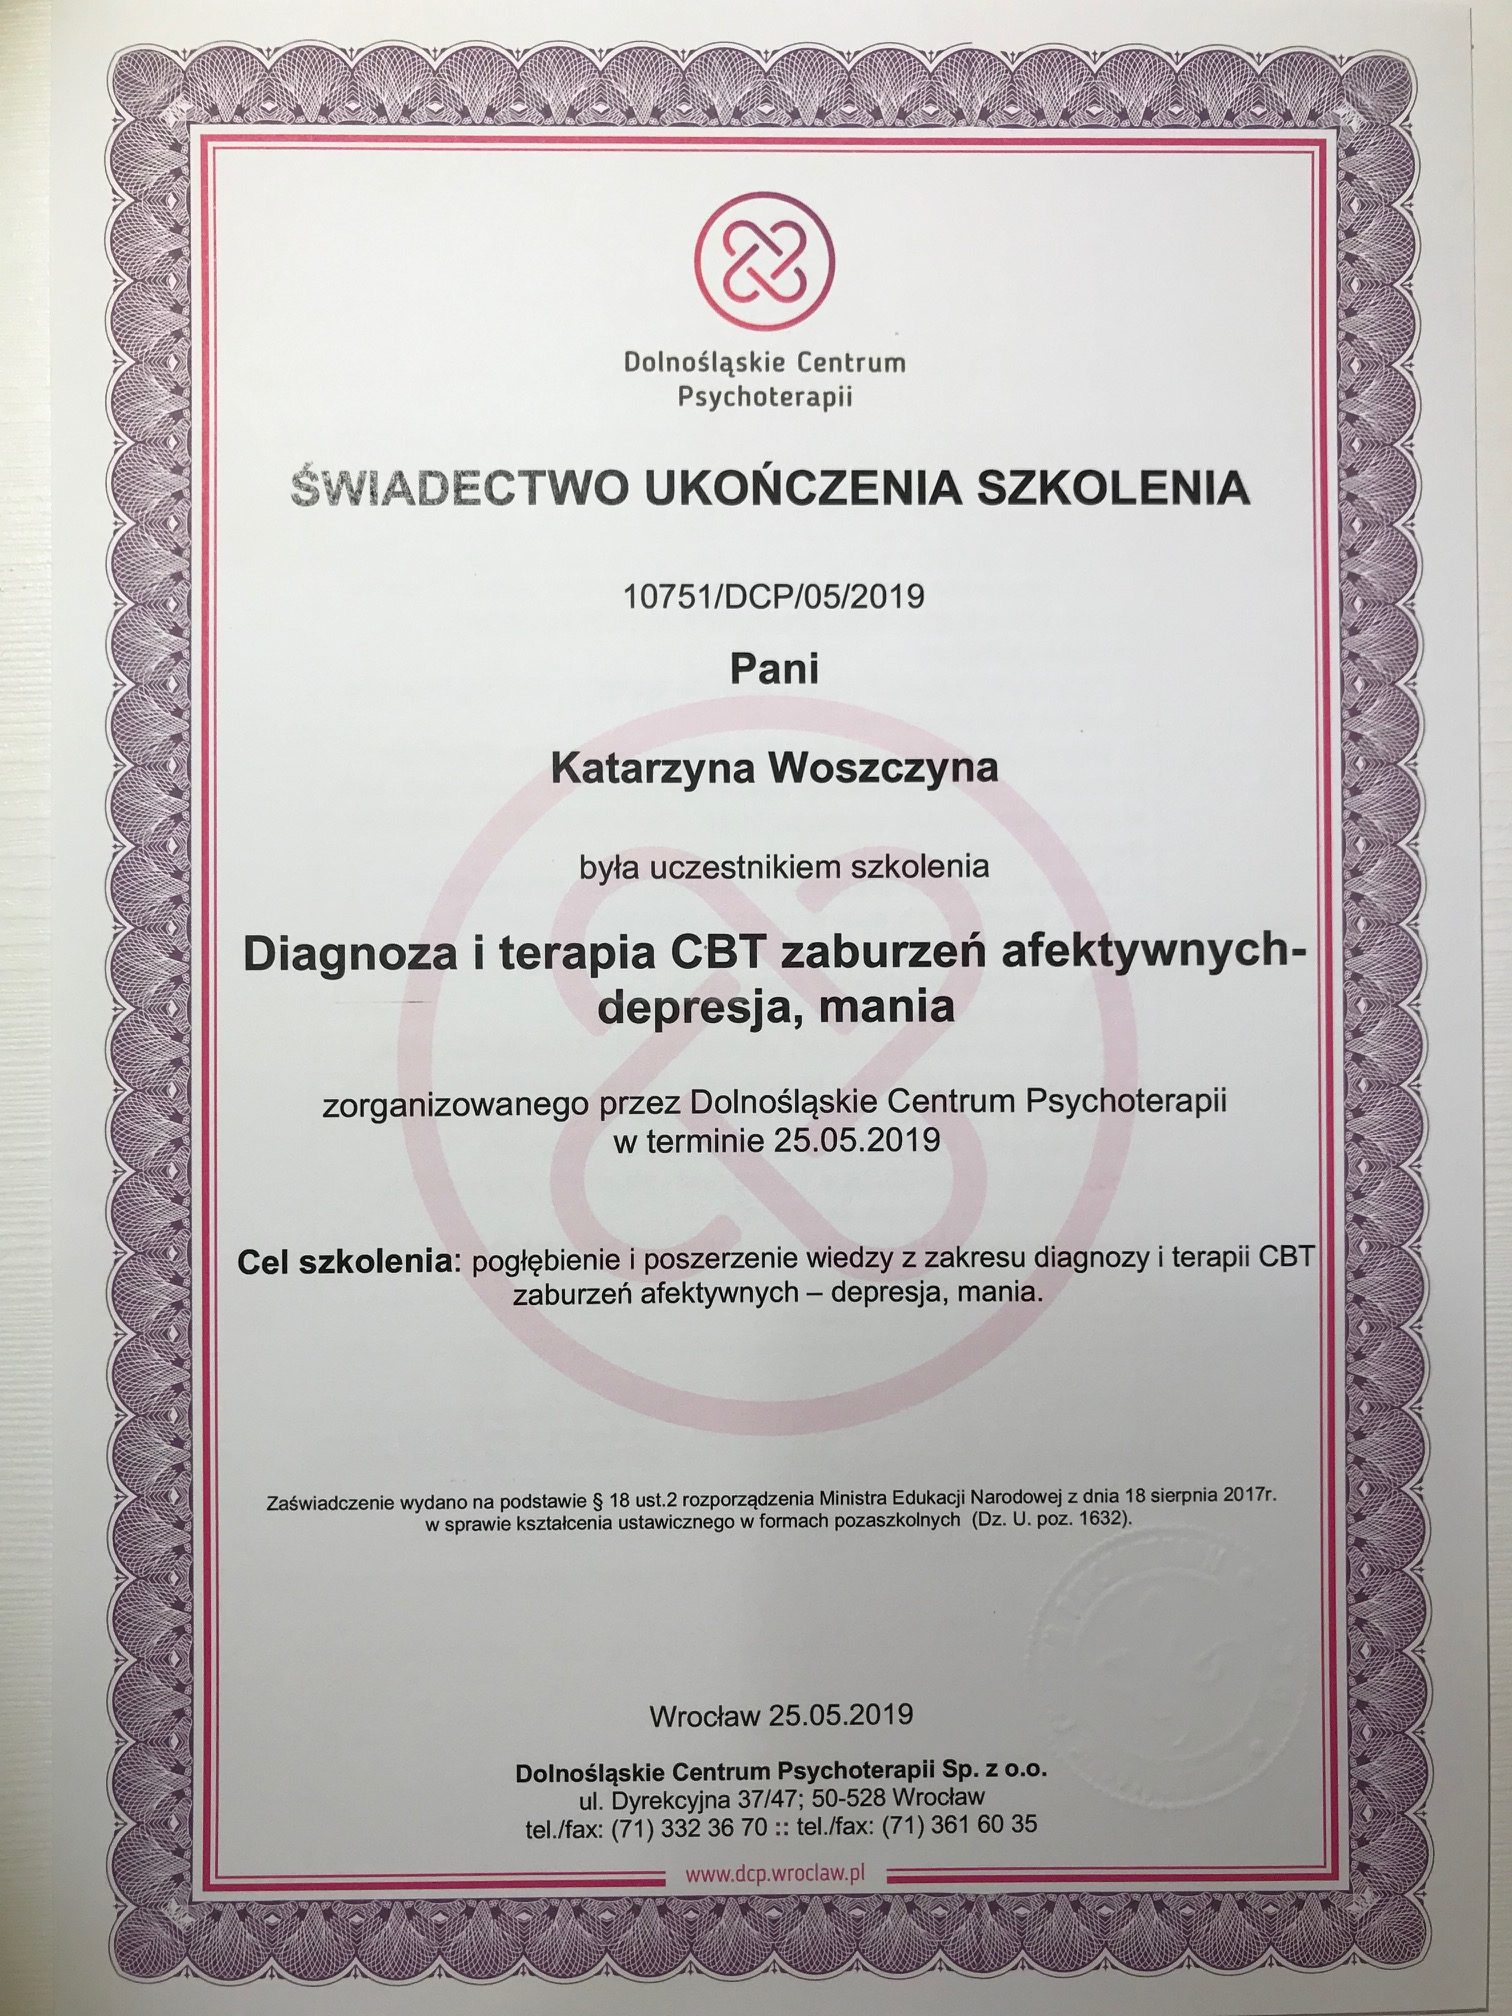 Dolnośląskie Centrum
Psychoterapii
ŚWIADECTWO UKOŃCZENIA SZKOLENIA
10751/DCP/05/2019
Pani
Katarzyna Woszczyna
była uczestnikiem szkolenia
Diagnoza i terapia CBT zaburzeń afektywnych-
depresja, mania
zorganizowanego przez Dolnośląskie Centrum Psychoterapii
w terminie 25.05.2019
Cel szkolenia: pogłębienie i poszerzenie wiedzy z zakresu diagnozy i terapii CBT
zaburzeń afektywnych – depresja, mania.
Zaświadczenie wydano na podstawie § 18 ust.2 rozporządzenia Ministra Edukacji Narodowej z dnia 18 sierpnia 2017r.
w sprawie kształcenia ustawicznego w formach pozaszkolnych (Dz. U. poz. 1632).
Wrocław 25.05.2019
Dolnośląskie Centrum Psychoterapii Sp. z o.o.
ul. Dyrekcyjna 37/47; 50-528 Wrocław
tel./fax: (71) 332 36 70 :: tel./fax: (71) 361 60 35
www.dcp.wroclaw.pl